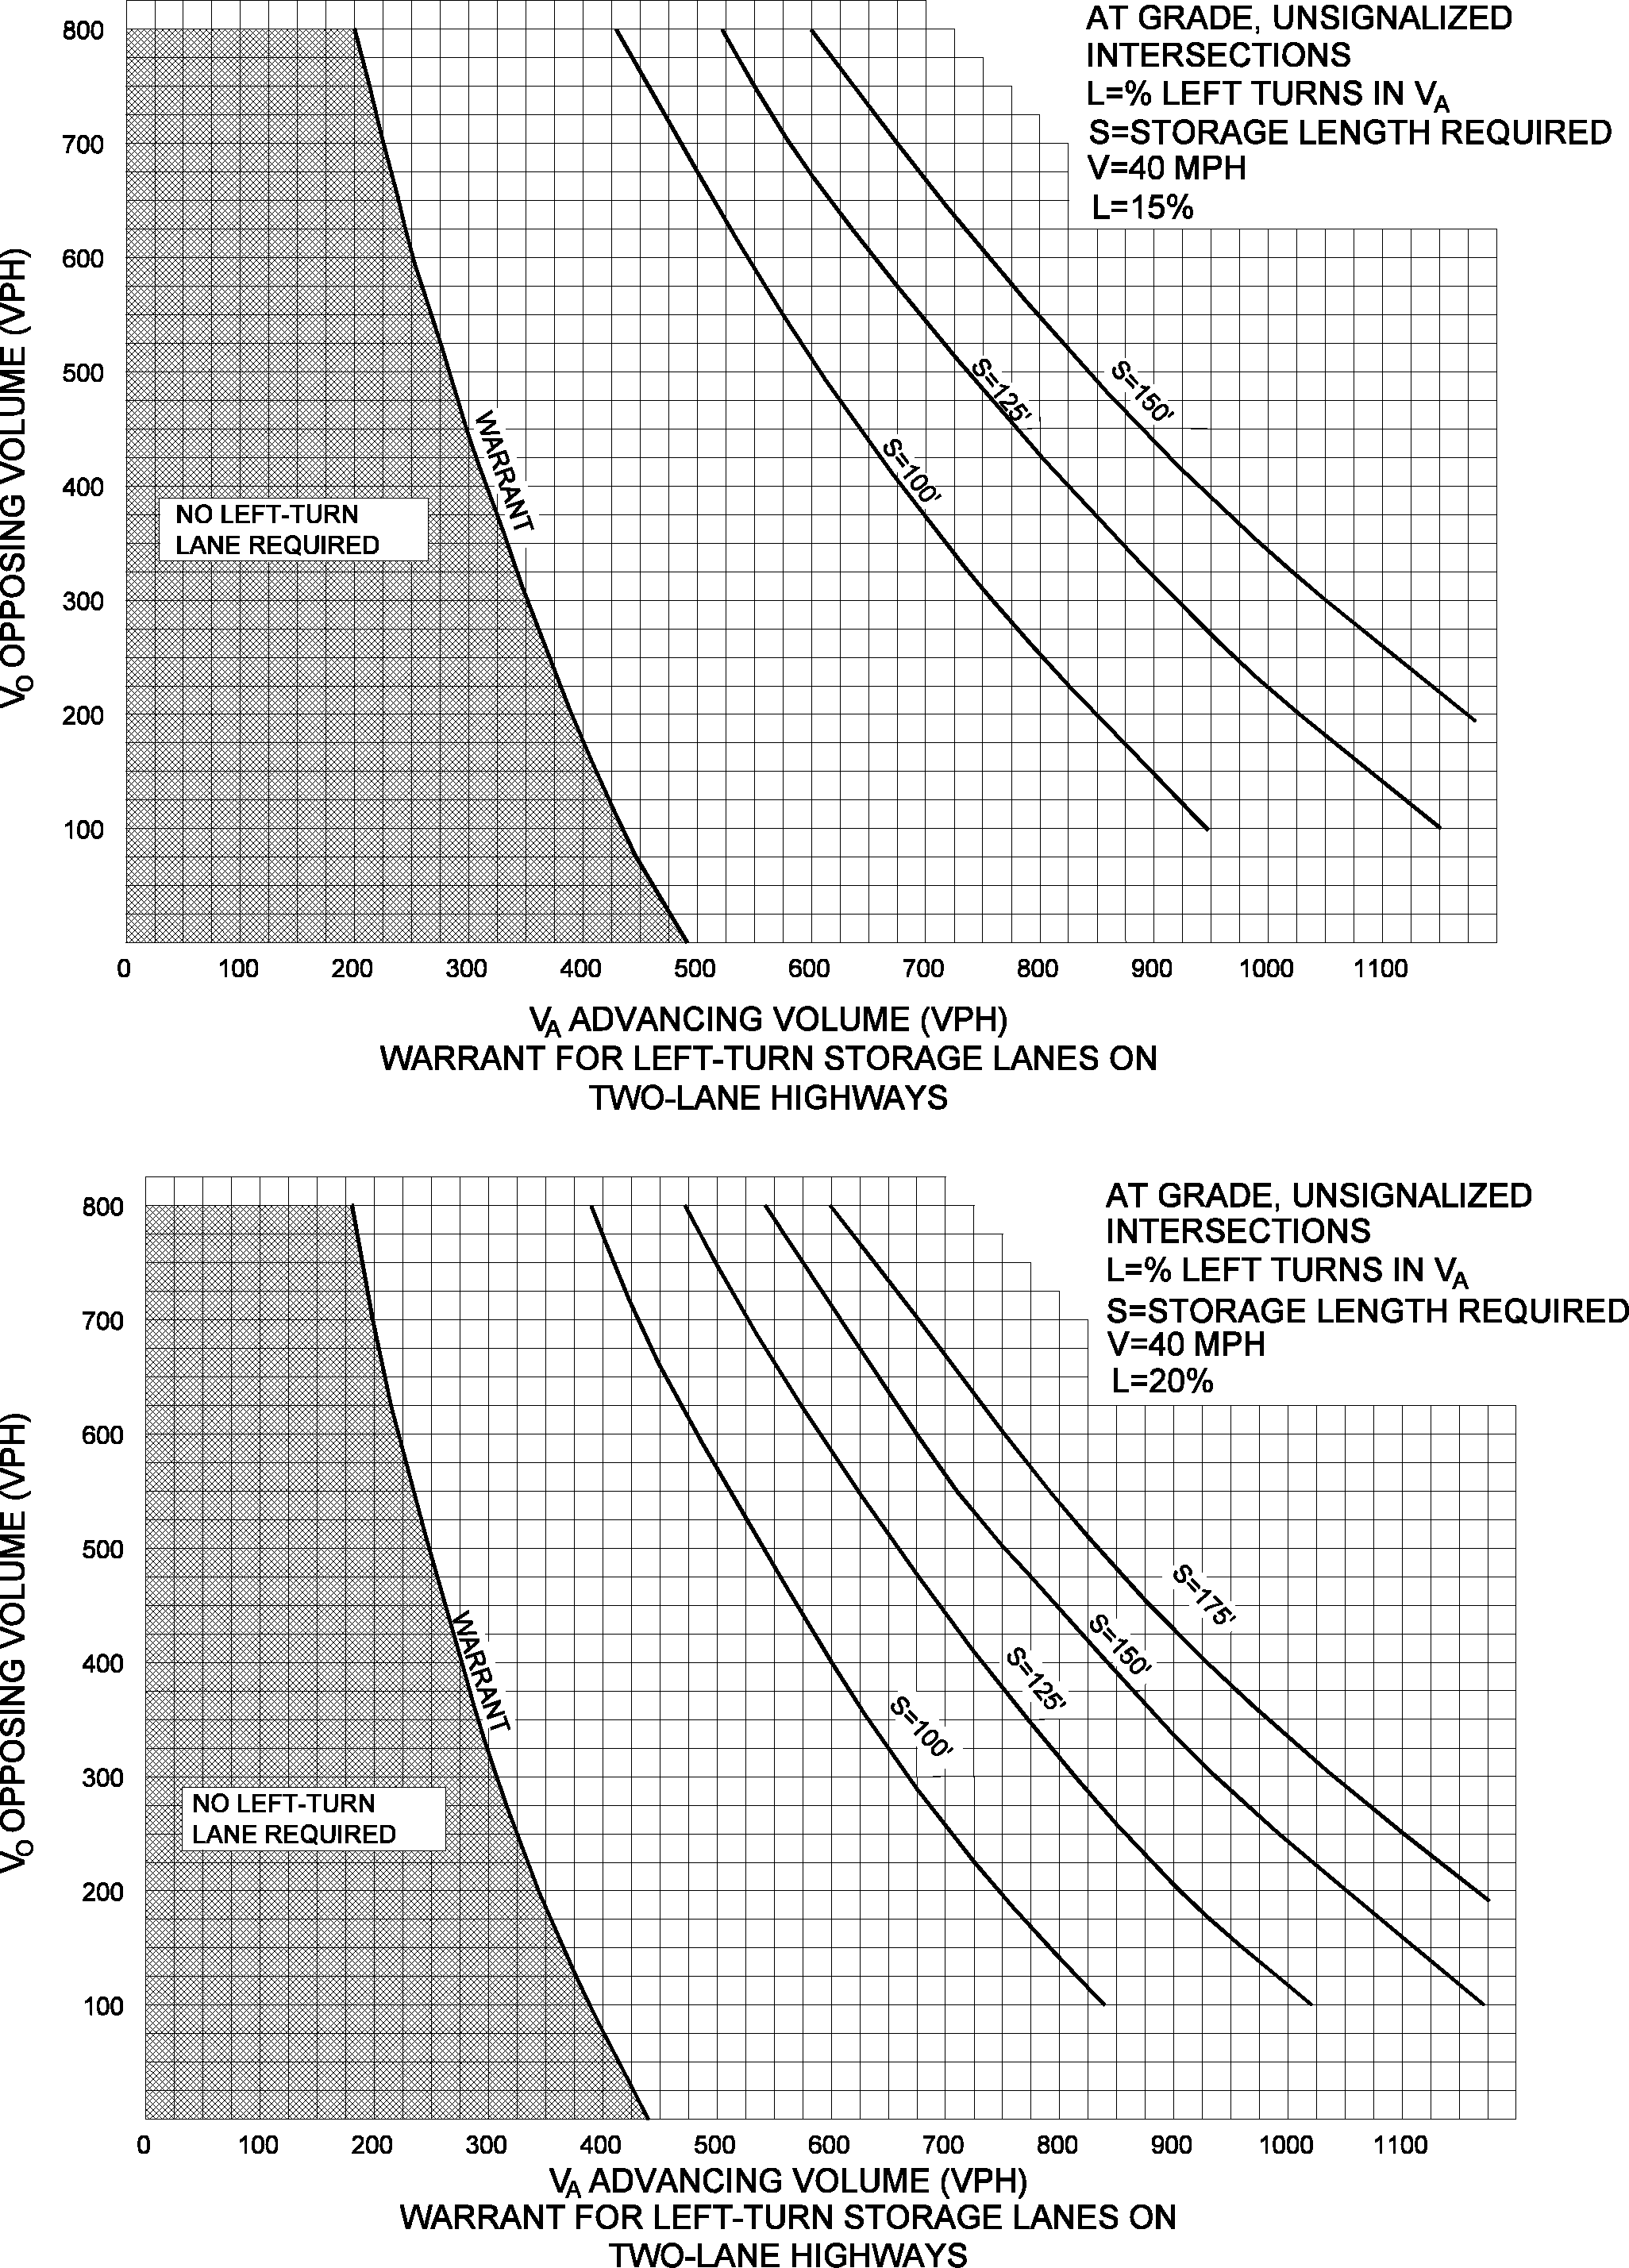 AT GRADE, UNSIGNALIZED
INTERSECTIONS
L=% LEFT TURNS IN VA
S=STORAGE LENGTH REQUIRED
V=40 MPH
L=15%
VO OPPOSING VOLUME (VPH)
800
700
600
500
400
300
200
100
NO LEFT-TURN
LANE REQUIRED
WARRANT
S=100'
S=125'
S=150'
0 100 200 300 400 500 600 700 800 900 1000 1100
VA ADVANCING VOLUME (VPH)
WARRANT FOR LEFT-TURN STORAGE LANES ON
TWO-LANE HIGHWAYS
AT GRADE, UNSIGNALIZED
INTERSECTIONS
L=% LEFT TURNS IN VA
S=STORAGE LENGTH REQUIRED
V=40 MPH
L=20%
VO OPPOSING VOLUME (VPH)
800
700
600
500
400
300
200
100
WARRANT
NO LEFT-TURN
LANE REQUIRED
S=100'
S=125'
S=150'
S=175'
0 100 200 300 400 500 600 700 800 900 1000 1100
VA ADVANCING VOLUME (VPH)
WARRANT FOR LEFT-TURN STORAGE LANES ON
TWO-LANE HIGHWAYS